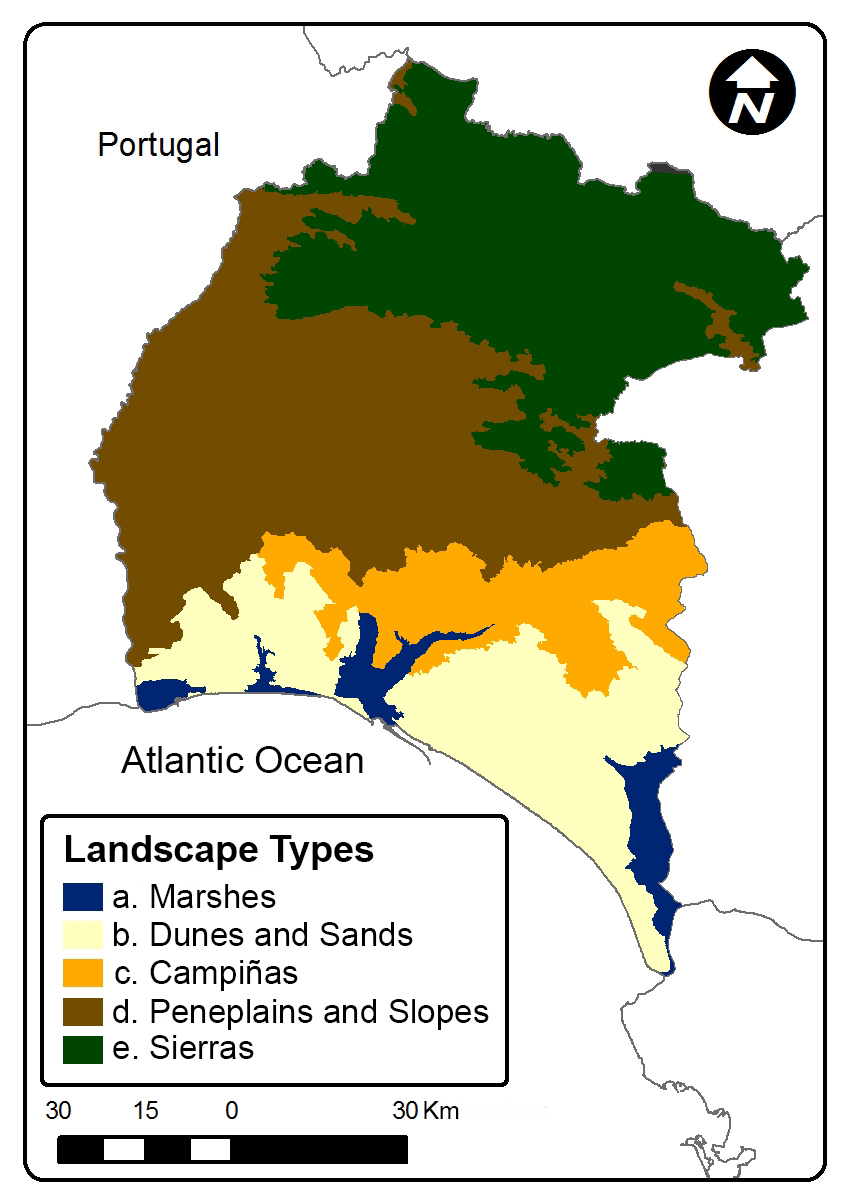 N
Portugal
Atlantic Ocean
Landscape Types
a. Marshes
b. Dunes and Sands
c. Campiñas
d. Peneplains and Slopes
e. Sierras
30 15 0 30 Km